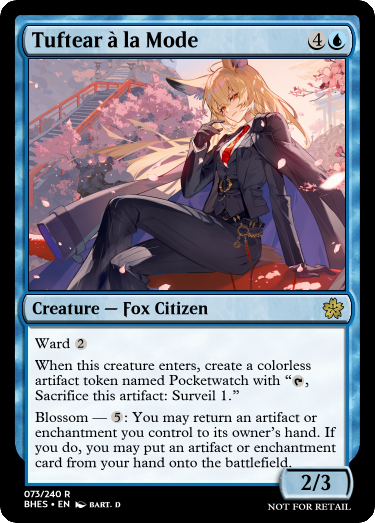 Tuftear à la Mode 4
Creature — Fox Citizen
Ward 2
When this creature enters, create a colorless
artifact token named Pocketwatch with “,
Sacrifice this artifact: Surveil 1.”
Blossom — 5: You may return an artifact or
enchantment you control to its owner's hand. If
you do, you may put an artifact or enchantment
card from your hand onto the battlefield.
2/3
073/240 R
BHES • EN BART. D
NOT FOR RETAIL